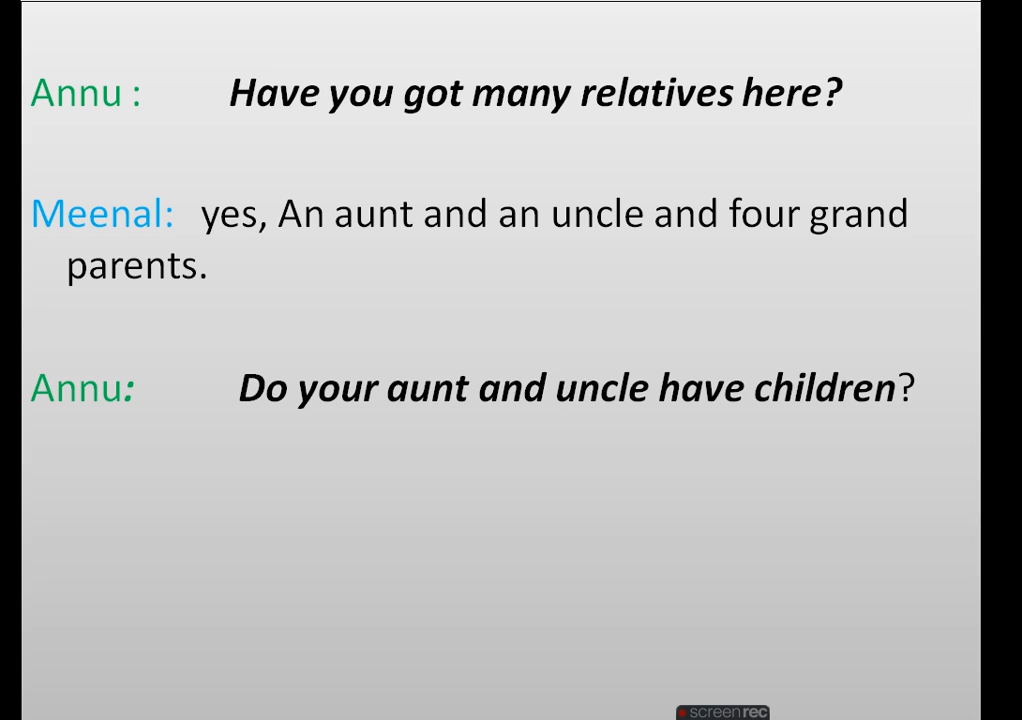 Annu : Have you got many relatives here?
Meenal: yes, An aunt and an uncle and four grand
parents.
Annu: Do your aunt and uncle have children?
screenrec